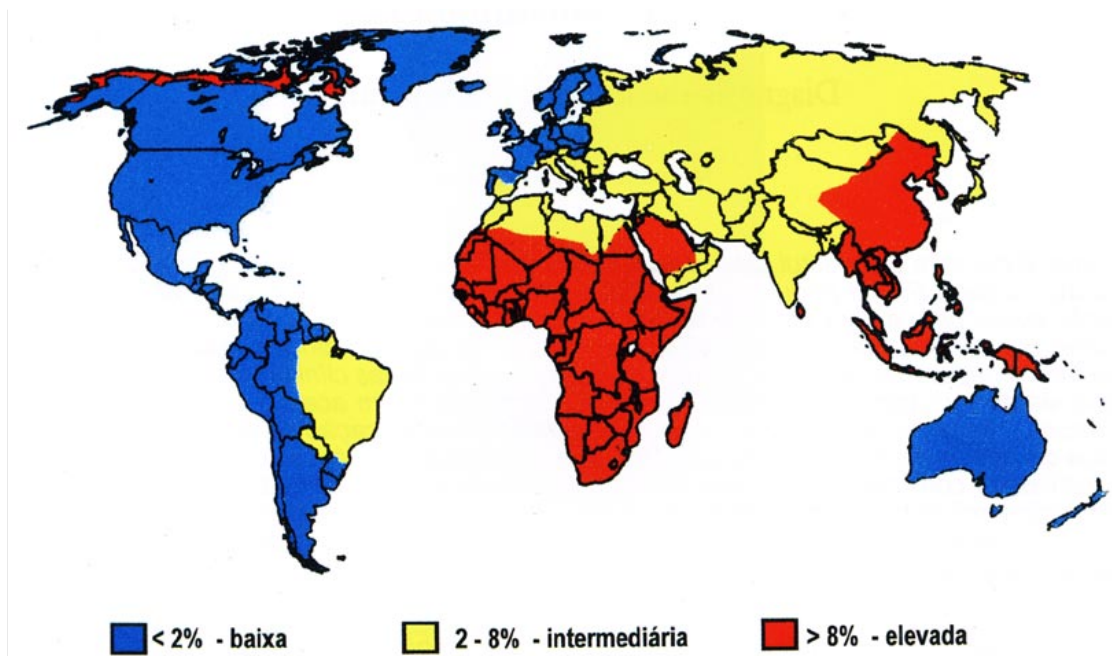 < 2% - baixa 2 - 8% - intermediária > 8% - elevada